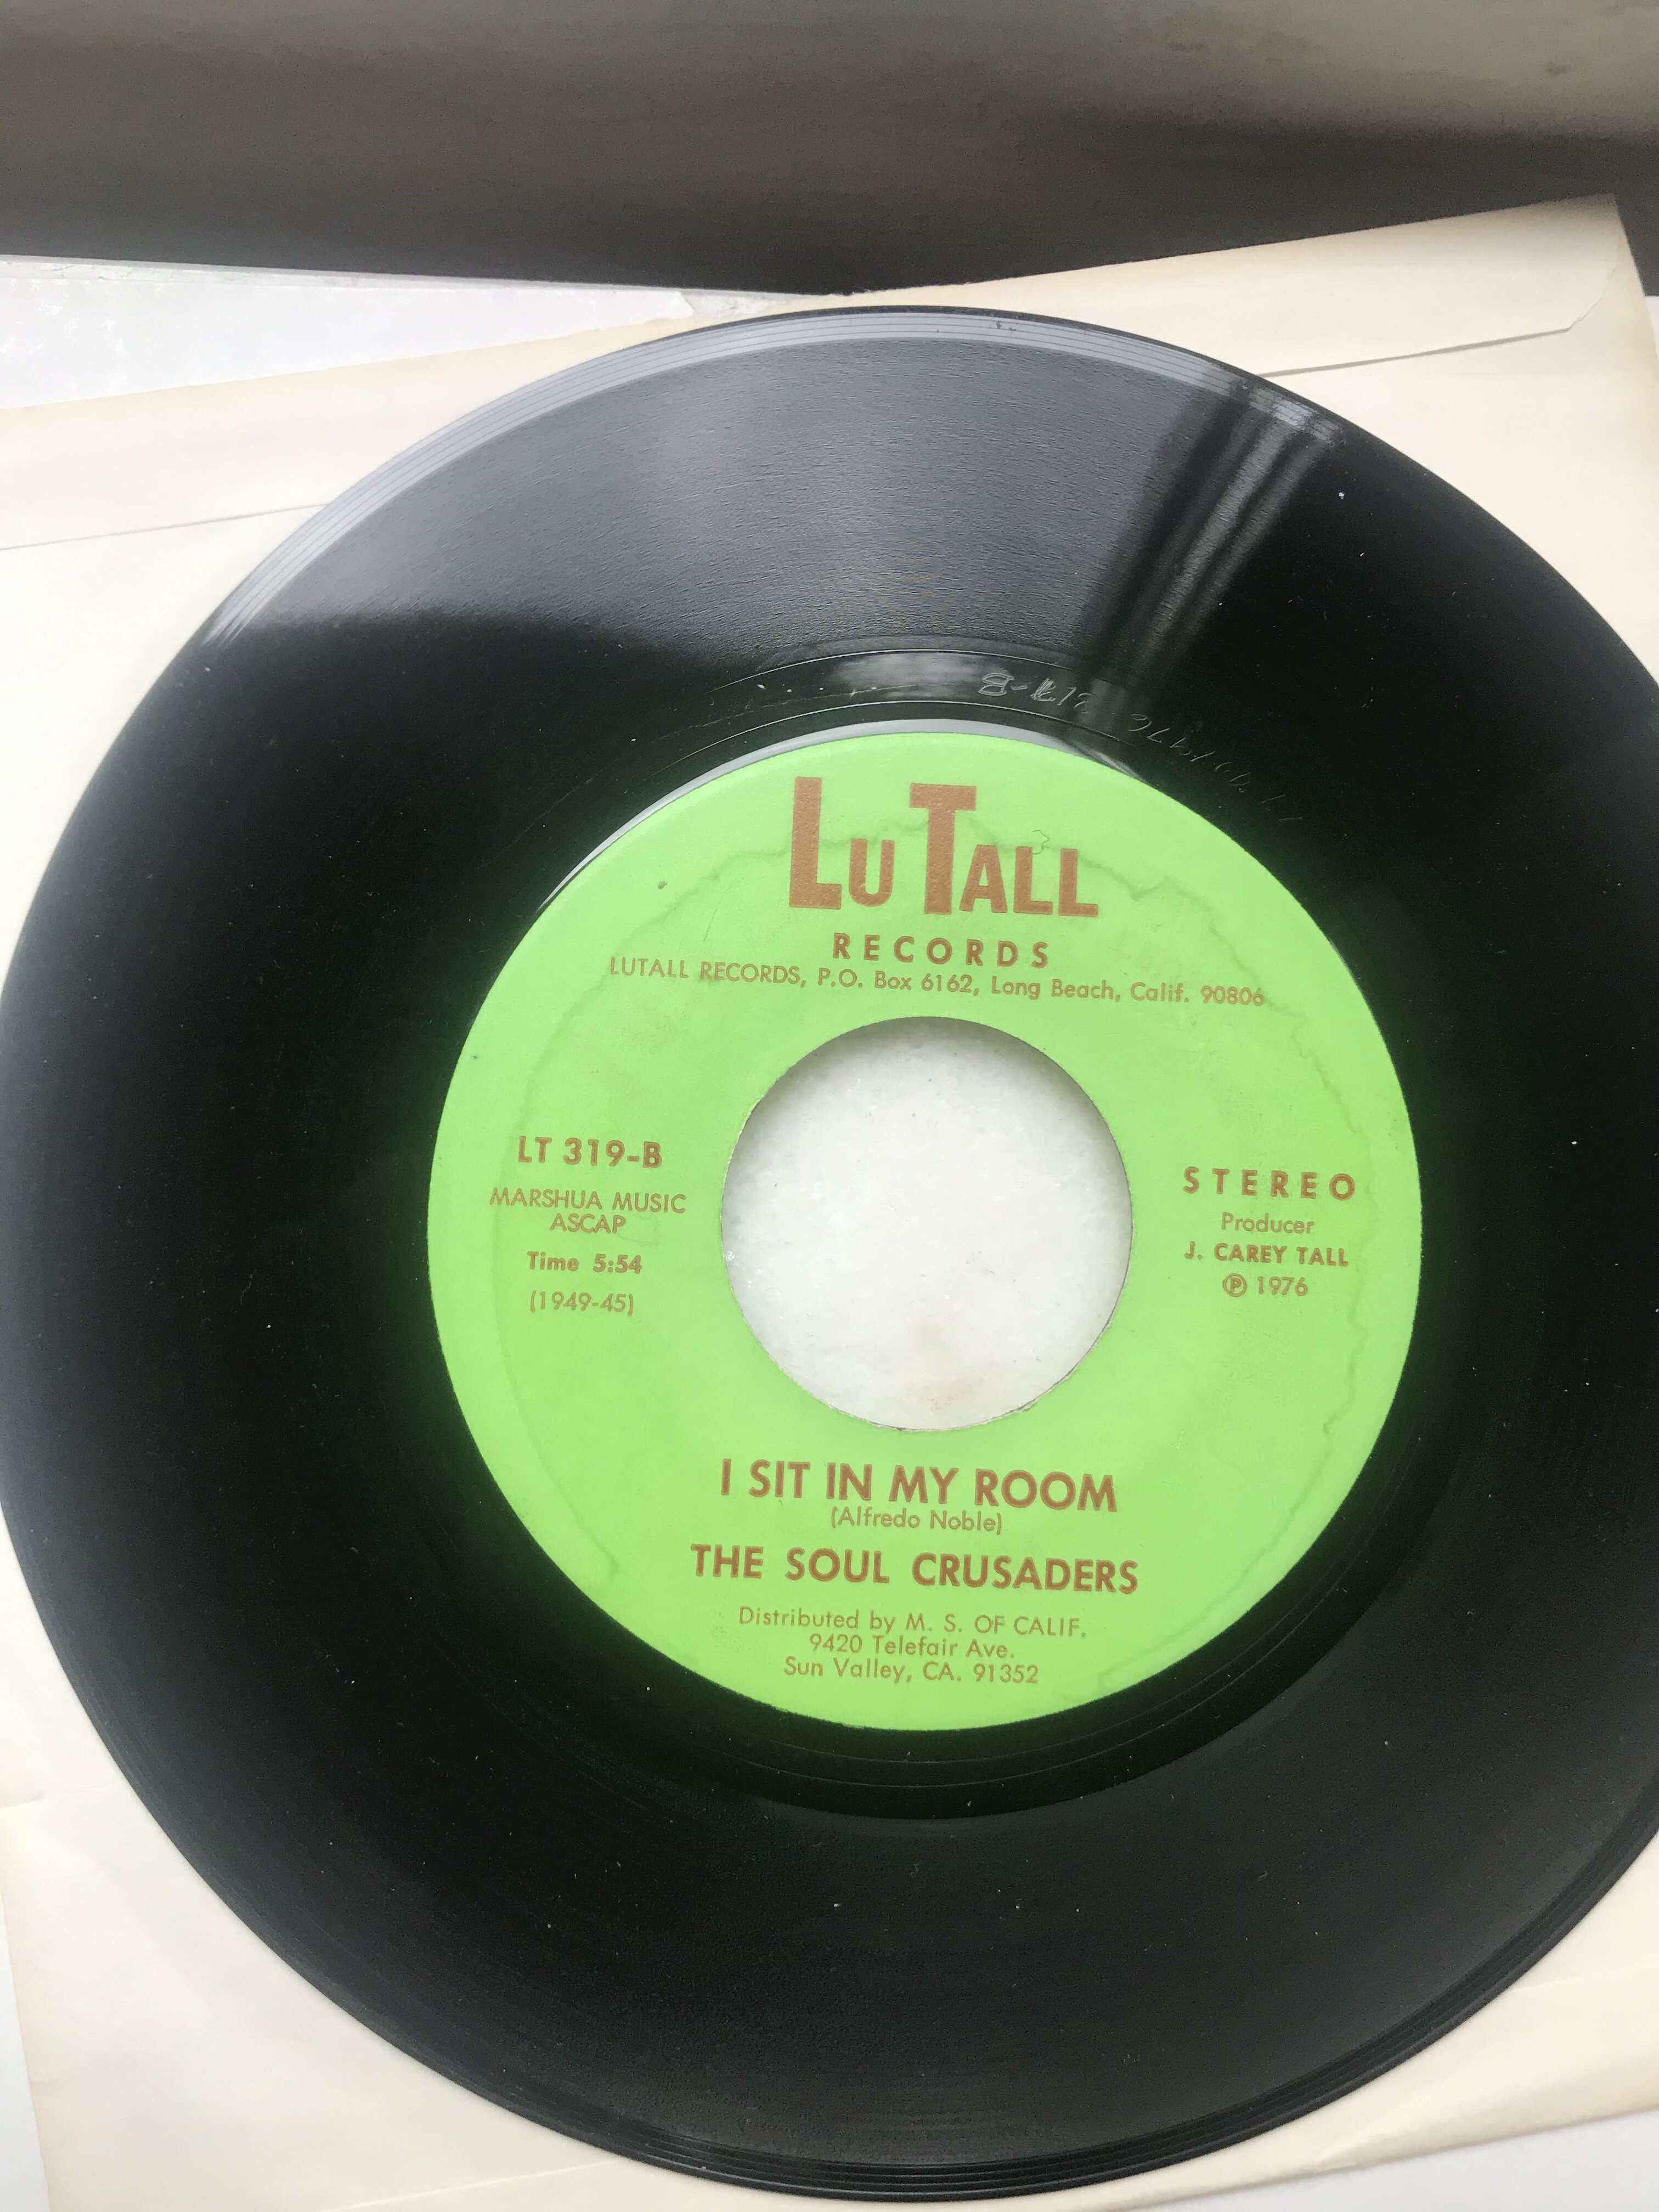 LUTALL
RECORDS
LUTALL RECORDS, P.O. Box 6162, Long Beach, Calif. 90806
LT 319-B
MARSHUA MUSIC
ASCAP
Time 5:54
(1949-45)
STEREO
Producer
J. CAREY TALL
℗ 1976
I SIT IN MY ROOM
(Alfredo Noble)
THE SOUL CRUSADERS
Distributed by M. S. OF CALIF.
9420 Telefair Ave.
Sun Valley, CA. 91352